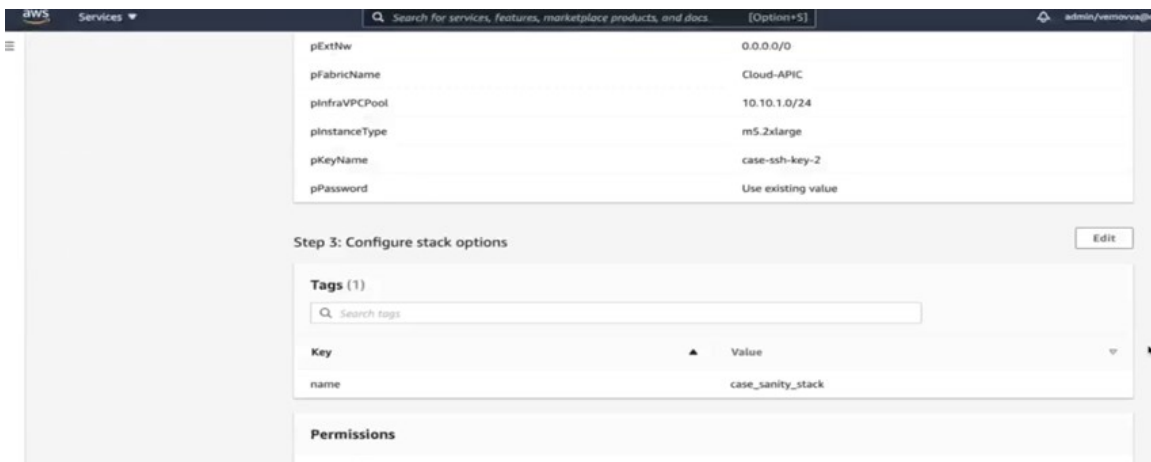 aws Services Search for services, features, marketplace products, and docs [Option+S]
pExtNw 0.0.0.0/0
pFabricName Cloud-APIC
pInfraVPCPool 10.10.1.0/24
pInstanceType m5.2xlarge
pKeyName case-ssh-key-2
pPassword Use existing value
Step 3: Configure stack options Edit
Tags (1)
Search tags
Key Value
name case_sanity_stack
Permissions